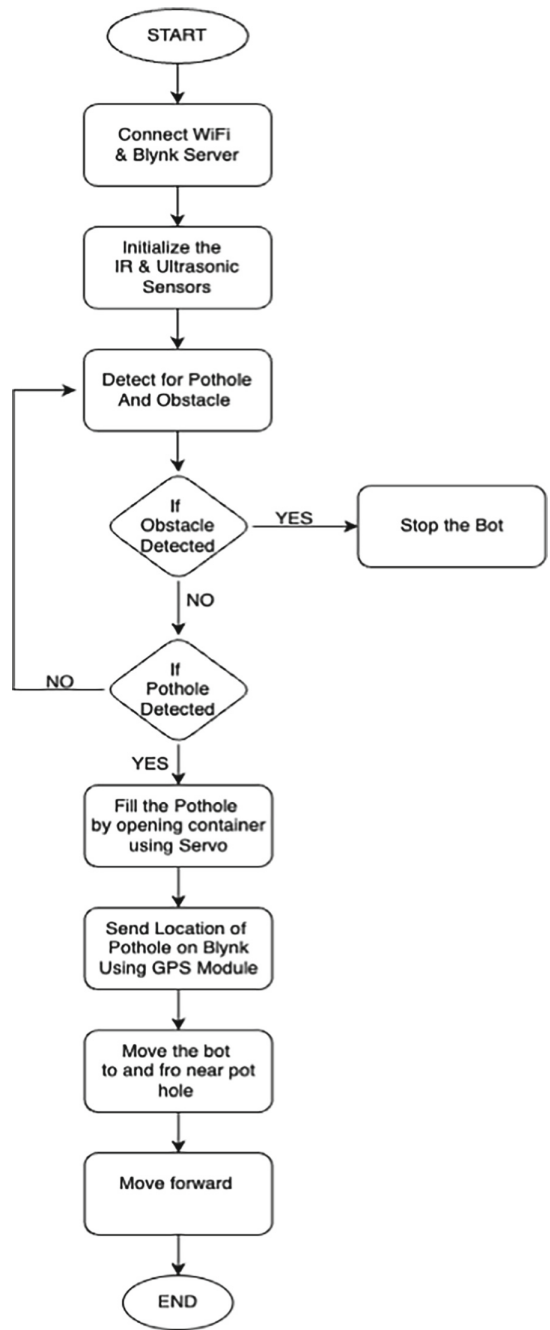 START
Connect WiFi
& Blynk Server
Initialize the
IR & Ultrasonic
Sensors
Detect for Pothole
And Obstacle
If
Obstacle
Detected
YES
Stop the Bot
NO
If
Pothole
Detected
NO
YES
Fill the Pothole
by opening container
using Servo
Send Location of
Pothole on Blynk
Using GPS Module
Move the bot
to and fro near pot
hole
Move forward
END